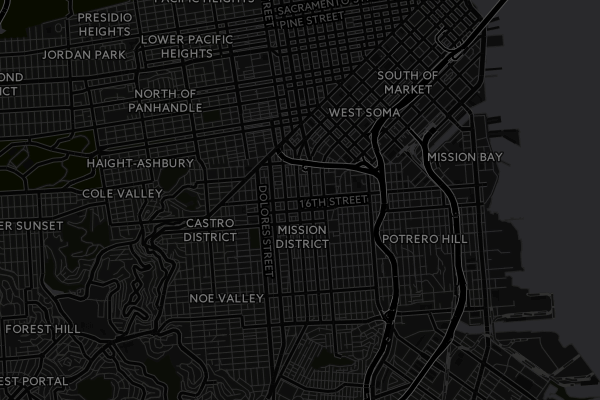 PACIFIC HEIGHTS
SACRAMENTO S
PRESIDIO
HEIGHTS
REET
PINE STREET
LOWER PACIFIC
HEIGHTS
JORDAN PARK
OND
ICT
SOUTH OF
MARKET
NORTH OF
PANHANDLE
WEST SOMA
HAIGHT-ASHBURY
MISSION BAY
COLE VALLEY
16TH STREET
DOLORES STREET
ER SUNSET
CASTRO
DISTRICT
MISSION
DISTRICT
POTRERO HILL
NOE VALLEY
FOREST HILL
EST PORTAL